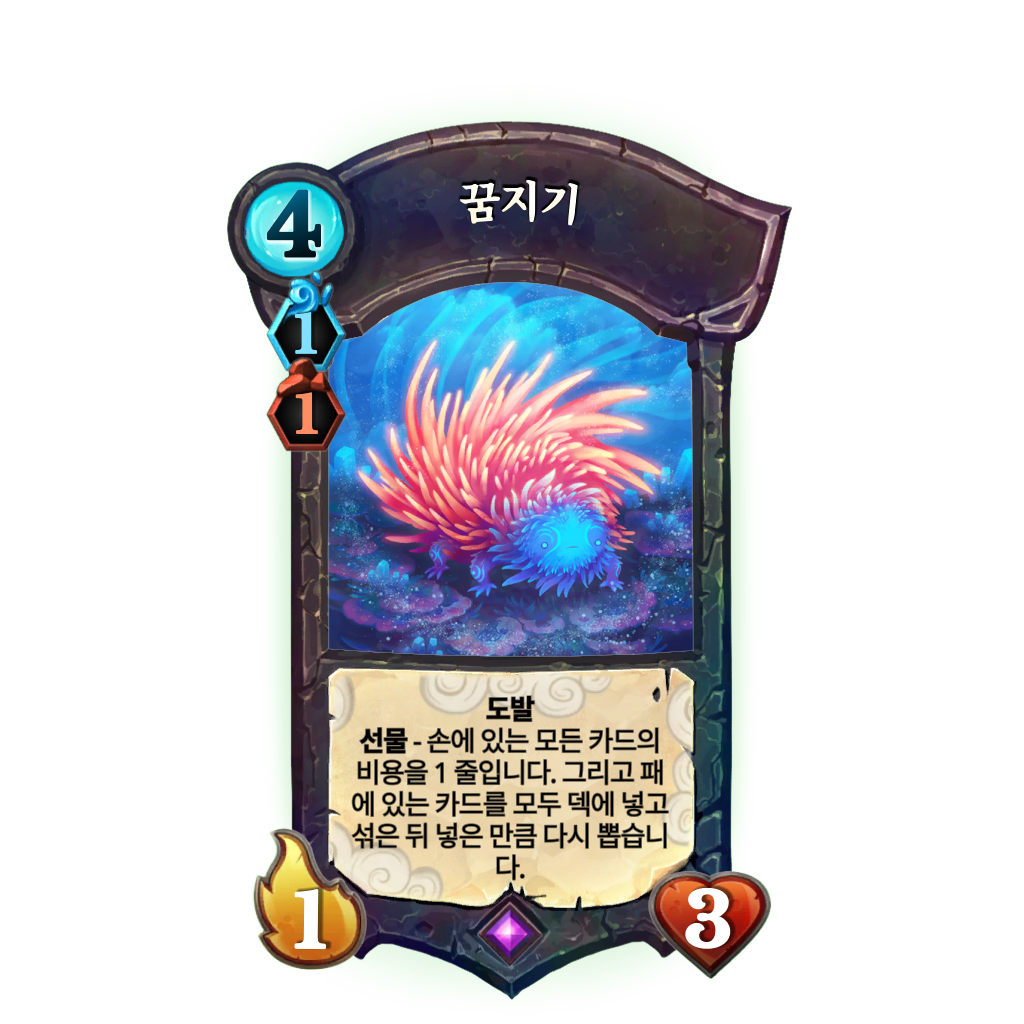 꿈지기
4
1
1
도발
선물 - 손에 있는 모든 카드의
비용을 1 줄입니다. 그리고 패
에 있는 카드를 모두 덱에 넣고
섞은 뒤 넣은 만큼 다시 뽑습니
다.
1
3